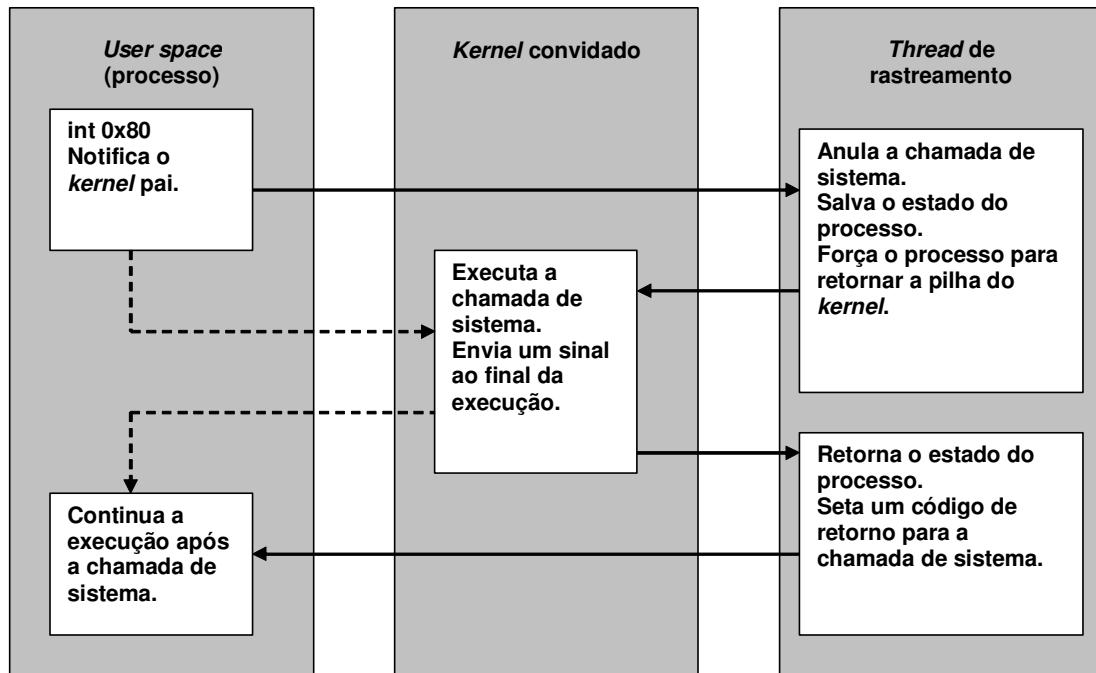 User space
(processo)
Kernel convidado
Thread de
rastreamento
int 0x80
Notifica o
kernel pai.
Anula a chamada de
sistema.
Salva o estado do
processo.
Força o processo para
retornar a pilha do
kernel.
Executa a
chamada de
sistema.
Envia um sinal
ao final da
execução.
Retorna o estado do
processo.
Seta um código de
retorno para a
chamada de sistema.
Continua a
execução após
a chamada de
sistema.